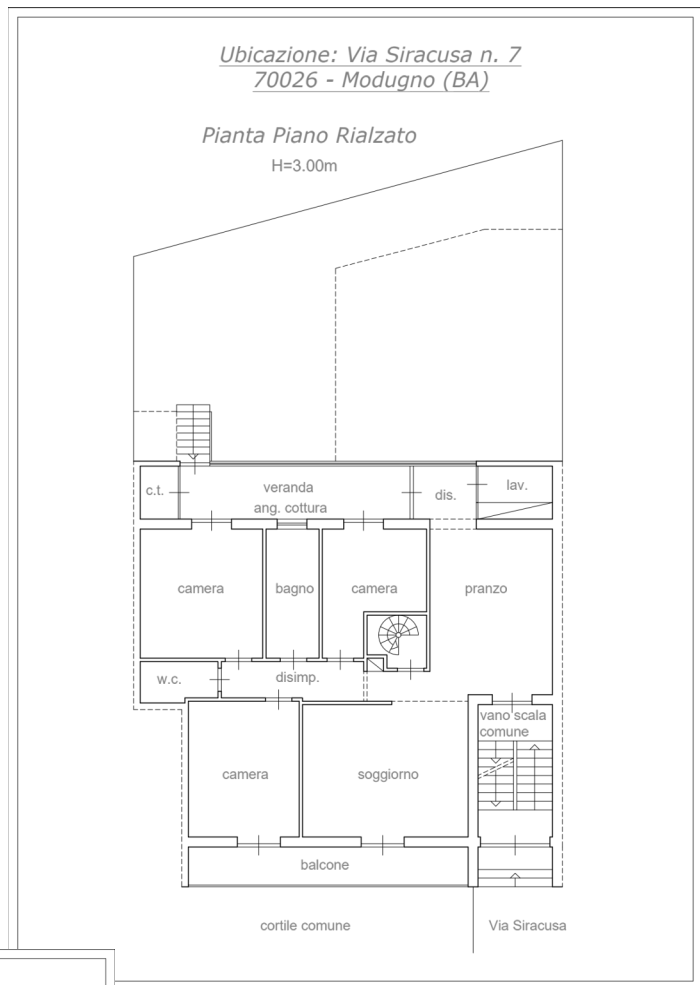 Ubicazione: Via Siracusa n. 7
70026 - Modugno (BA)
Pianta Piano Rialzato
H=3.00m
c.t.
veranda
ang. cottura
dis.
lav.
camera
bagno
camera
pranzo
w.c.
disimp.
vano scala
comune
camera
soggiorno
balcone
cortile comune
Via Siracusa